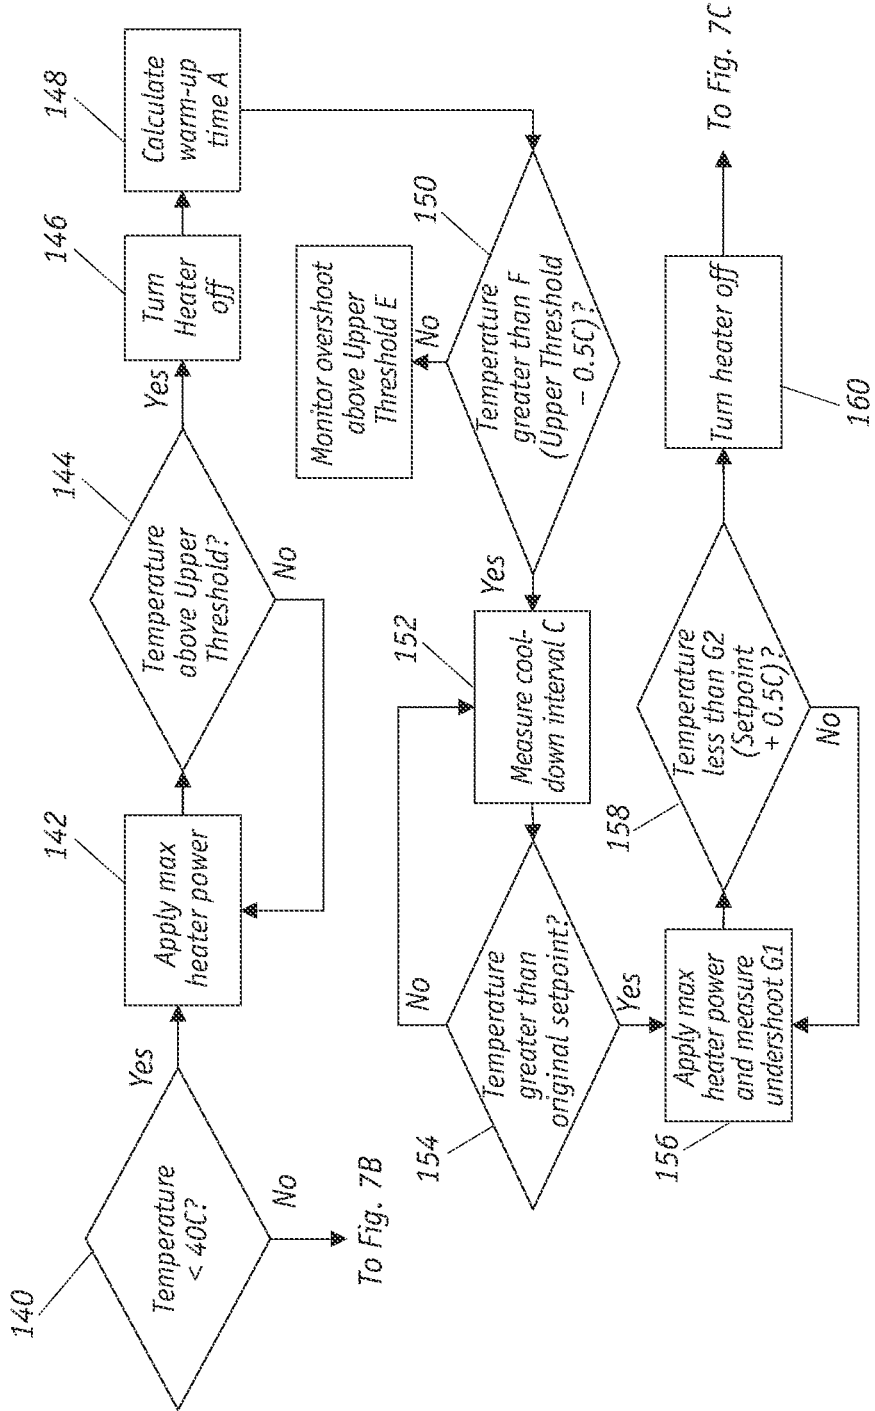 140
Temperature
< 40C?
Yes
No
To Fig. 7B
142
Apply max
heater power
144
Temperature
above Upper
Threshold?
Yes
No
146
Turn
Heater
off
148
Calculate
warm-up
time A
150
Temperature
greater than F
(Upper Threshold
– 0.5C)?
No
Monitor overshoot
above Upper
Threshold E
Yes
152
Measure cool-
down interval C
154
Temperature
greater than
original setpoint?
No
Yes
156
Apply max
heater power
and measure
undershoot G1
158
Temperature
less than G2
(Setpoint
+ 0.5C)?
No
160
Turn heater off
To Fig. 7C